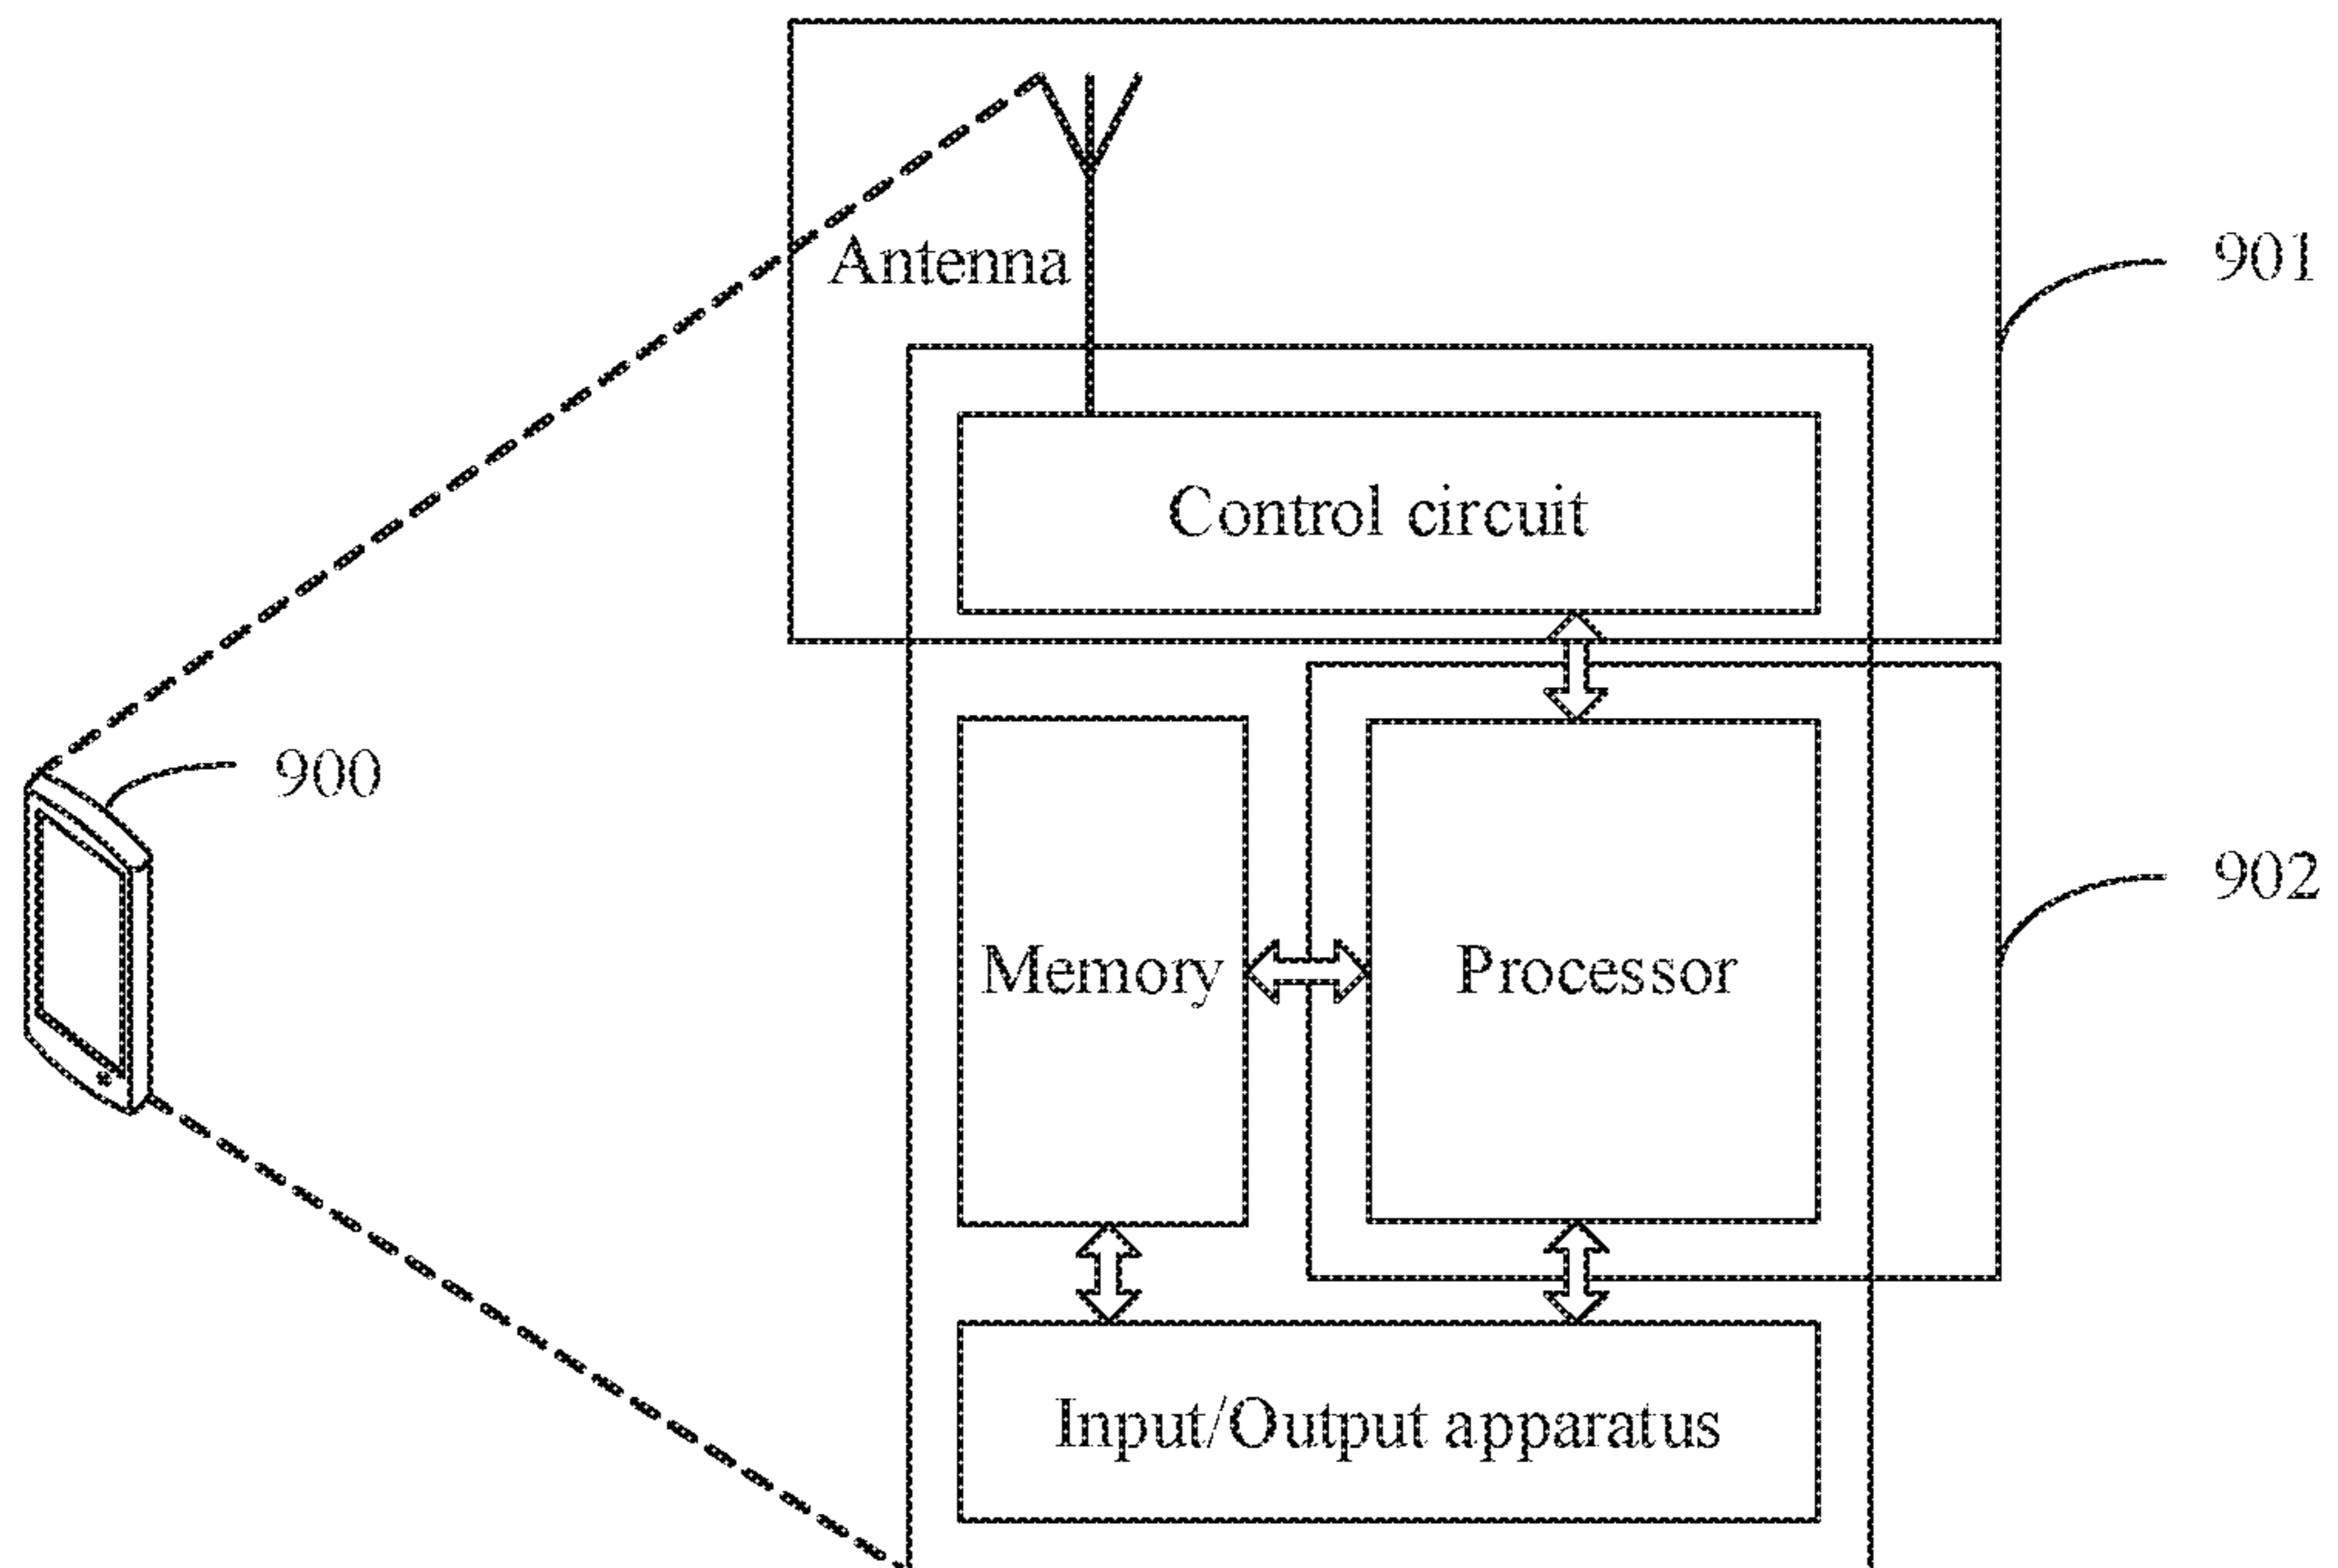 901
Antenna
Control circuit
900
902
Memory
Processor
Input/Output apparatus